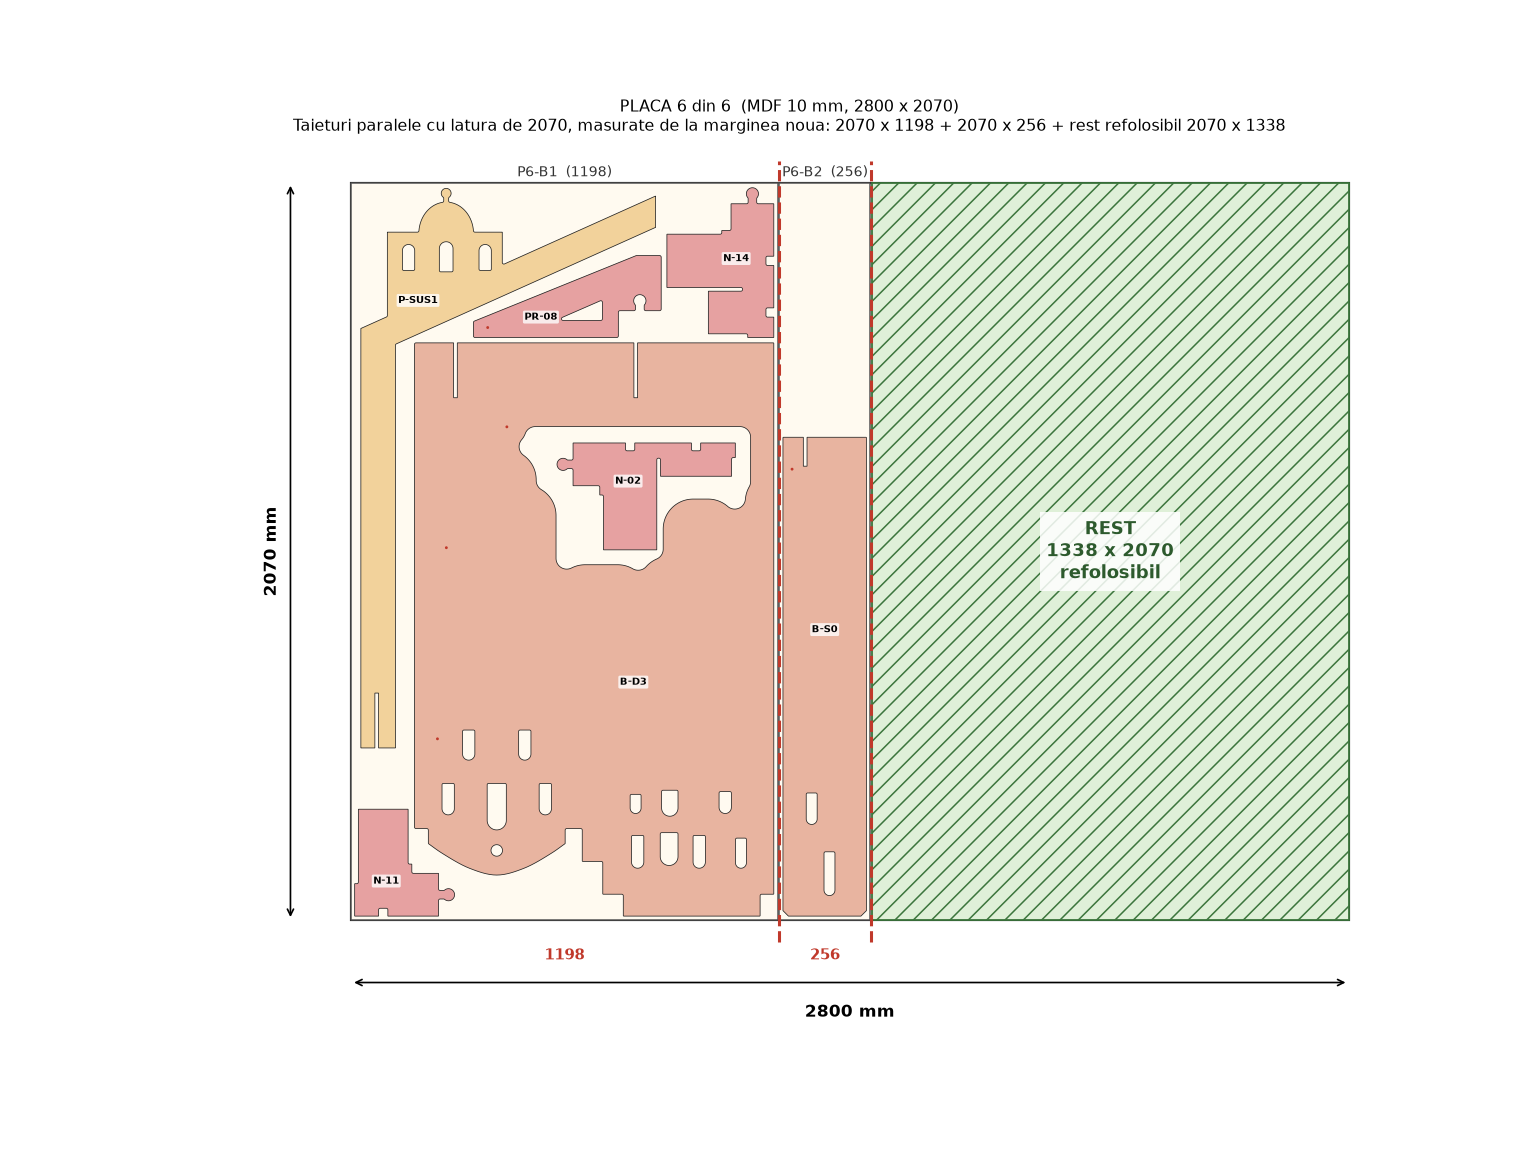 PLACA 6 din 6  (MDF 10 mm, 2800 x 2070)
Taieturi paralele cu latura de 2070, masurate de la marginea noua: 2070 x 1198 + 2070 x 256 + rest refolosibil 2070 x 1338
P6-B1  (1198)
P6-B2  (256)
N-14
P-SUS1
PR-08
N-02
REST
1338 x 2070
refolosibil
2070 mm
B-S0
B-D3
N-11
1198
256
2800 mm